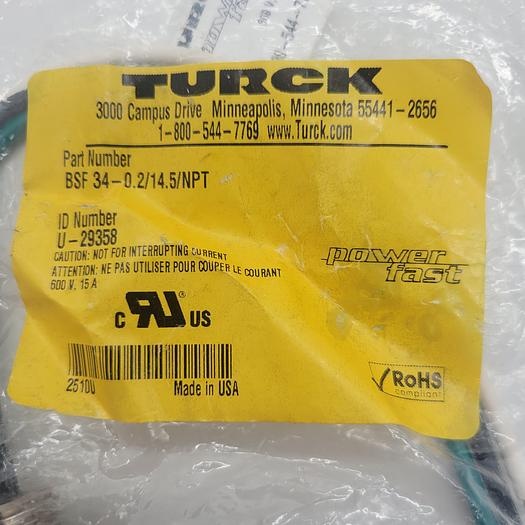 TURCK
3000 Campus Drive Minneapolis, Minnesota 55441-2656
1-800-544-7769 www.Turck.com
Part Number
BSF 34-0.2/14.5/NPT
ID Number
U-29358
CAUTION: NOT FOR INTERRUPTING CURRENT
ATTENTION: NE PAS UTILISER POUR COUPER LE COURANT
600 V, 15 A
power
fast
C RU ® US
25100
Made in USA
RoHS
compliant